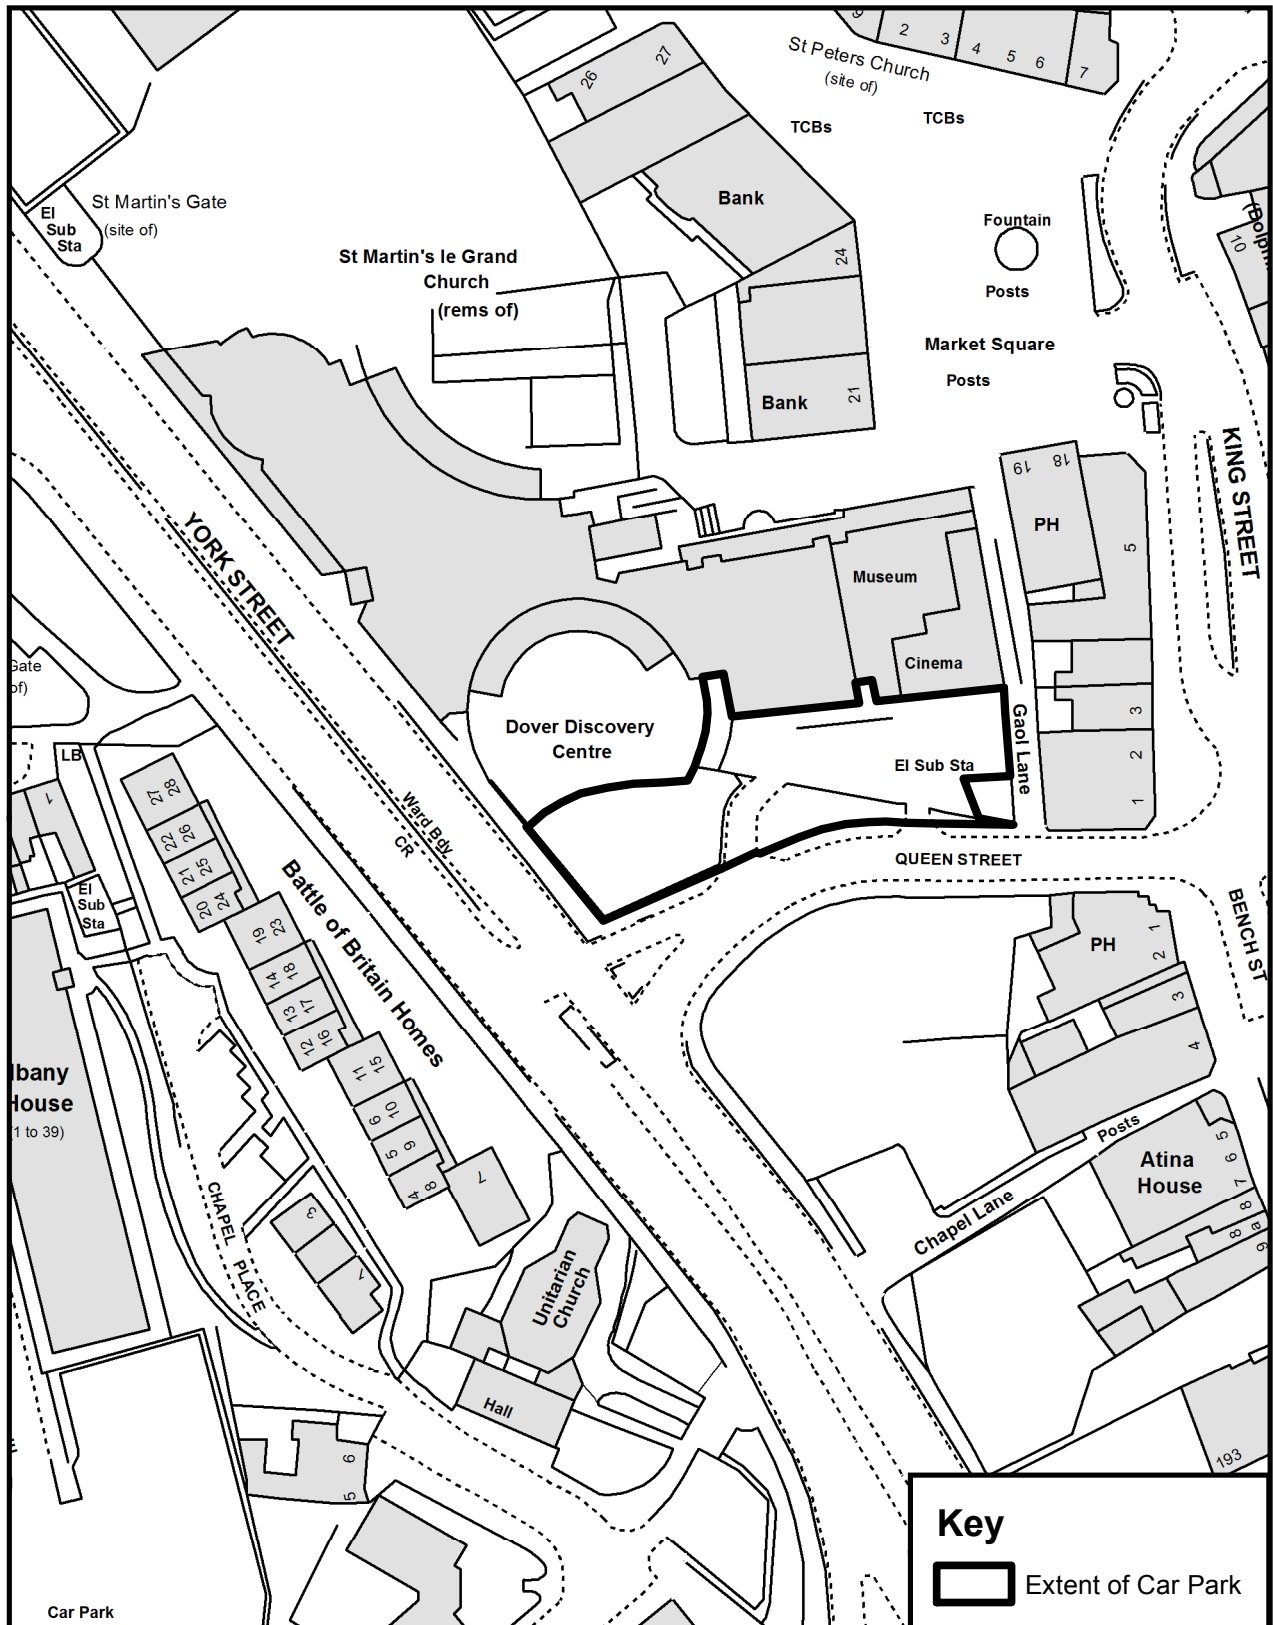 9
2
3
4
5
6
7
St Peters Church
(site of)
TCBs
TCBs
26
27
Bank
St Martin's Gate
(site of)
El
Sub
Sta
St Martin's le Grand
Church
(rems of)
24
Fountain
Posts
Market Square
Posts
10
Bank
21
KING STREET
19
18
PH
5
YORK STREET
Museum
Cinema
Gate
of)
Dover Discovery
Centre
Gaol Lane
3
2
1
El Sub Sta
LB
1
27
28
22
26
21
25
20
24
Ward Bdy
CR
QUEEN STREET
El
Sub
Sta
Battle of Britain Homes
19
23
14
18
13
17
12
16
BENCH ST
PH
1
2
3
4
lbany
House
(1 to 39)
11
15
6
10
5
9
4
8
7
Posts
Chapel Lane
Atina
House
5
6
7
8
8a
9
CHAPEL PLACE
3
1
Unitarian
Church
Hall
6
5
193
Key
Extent of Car Park
Car Park